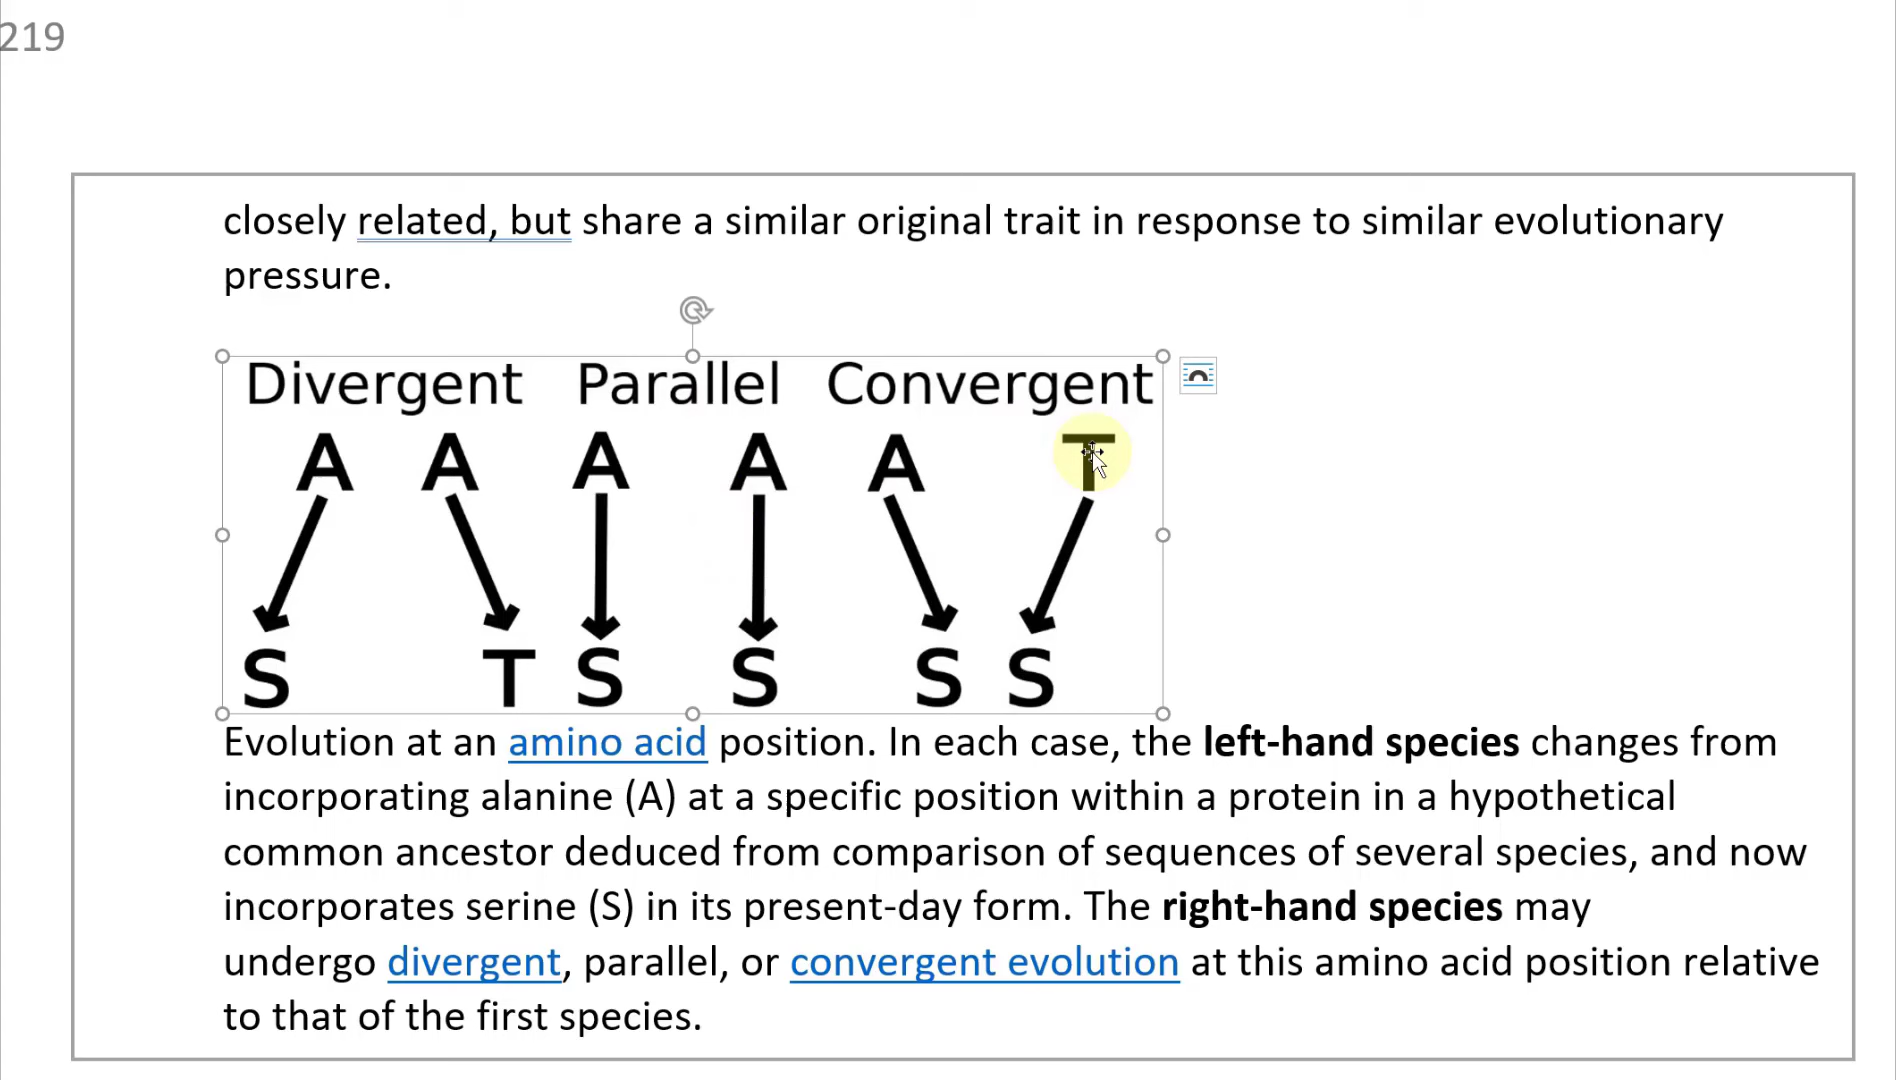 219
closely related, but share a similar original trait in response to similar evolutionary
pressure.
Divergent Parallel Convergent
A A A A A T
S T S S S S
Evolution at an amino acid position. In each case, the left-hand species changes from
incorporating alanine (A) at a specific position within a protein in a hypothetical
common ancestor deduced from comparison of sequences of several species, and now
incorporates serine (S) in its present-day form. The right-hand species may
undergo divergent, parallel, or convergent evolution at this amino acid position relative
to that of the first species.